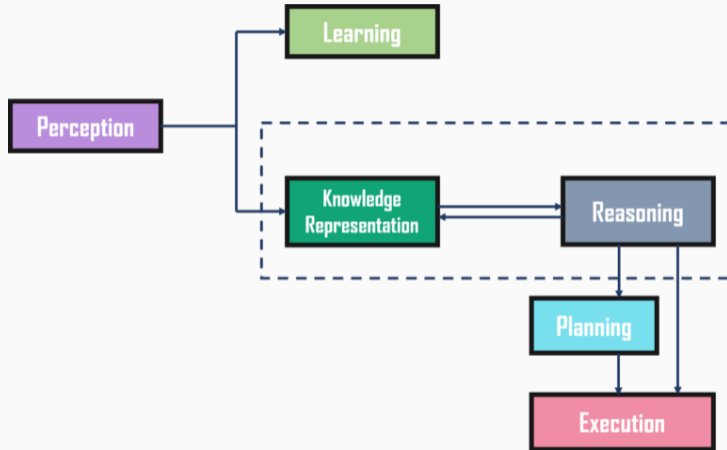 Learning
Perception
Knowledge
Representation
Reasoning
Planning
Execution